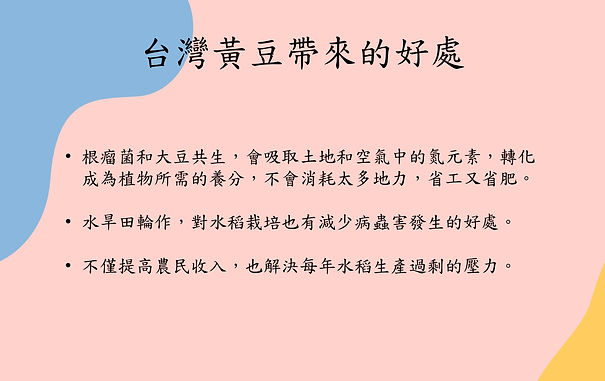 台灣黃豆帶來的好處
• 根瘤菌和大豆共生，會吸取土地和空氣中的氮元素，轉化
成為植物所需的養分，不會消耗太多地力，省工又省肥。
• 水旱田輪作，對水稻栽培也有減少病蟲害發生的好處。
• 不僅提高農民收入，也解決每年水稻生產過剩的壓力。